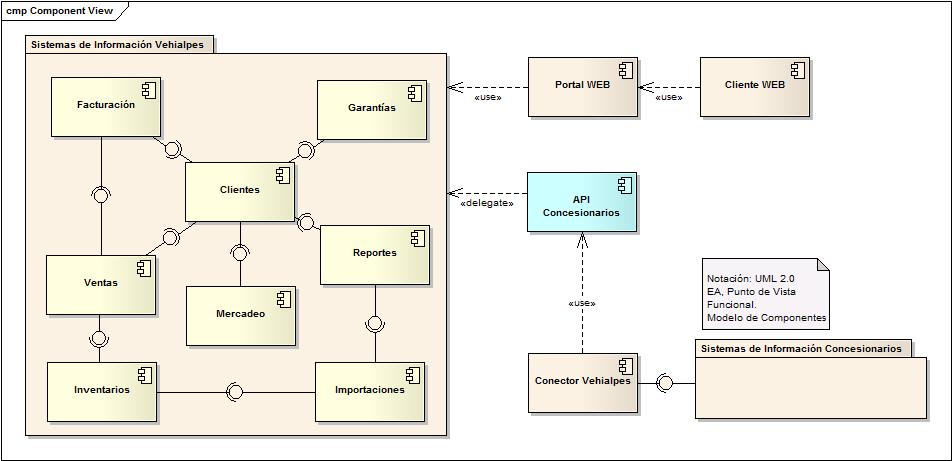 cmp Component View
Sistemas de Información Vehialpes
Facturación
Garantías
Portal WEB
Cliente WEB
«use»
«use»
Clientes
API
Concesionarios
«delegate»
Reportes
Ventas
Mercadeo
«use»
Notación: UML 2.0
EA, Punto de Vista
Funcional.
Modelo de Componentes
Sistemas de Información Concesionarios
Inventarios
Importaciones
Conector Vehialpes